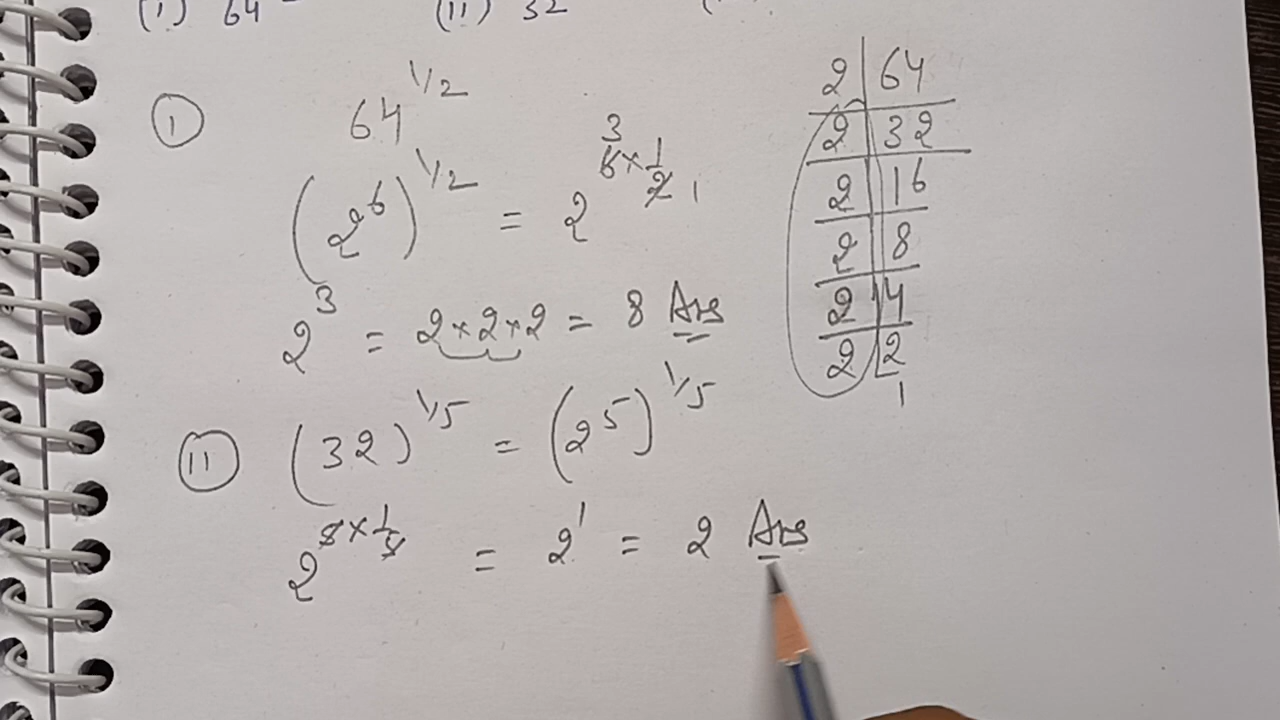 (i) 64 (ii) 32 (
(i) 64^1/2
(2^6)^1/2 = 2^6×1/2 3 1
2^3 = 2×2×2 = 8 Ans
(ii) (32)^1/5 = (2^5)^1/5
2^5×1/5 = 2^1 = 2 Ans
2 | 64
2 | 32
2 | 16
2 | 8
2 | 4
2 | 2
1